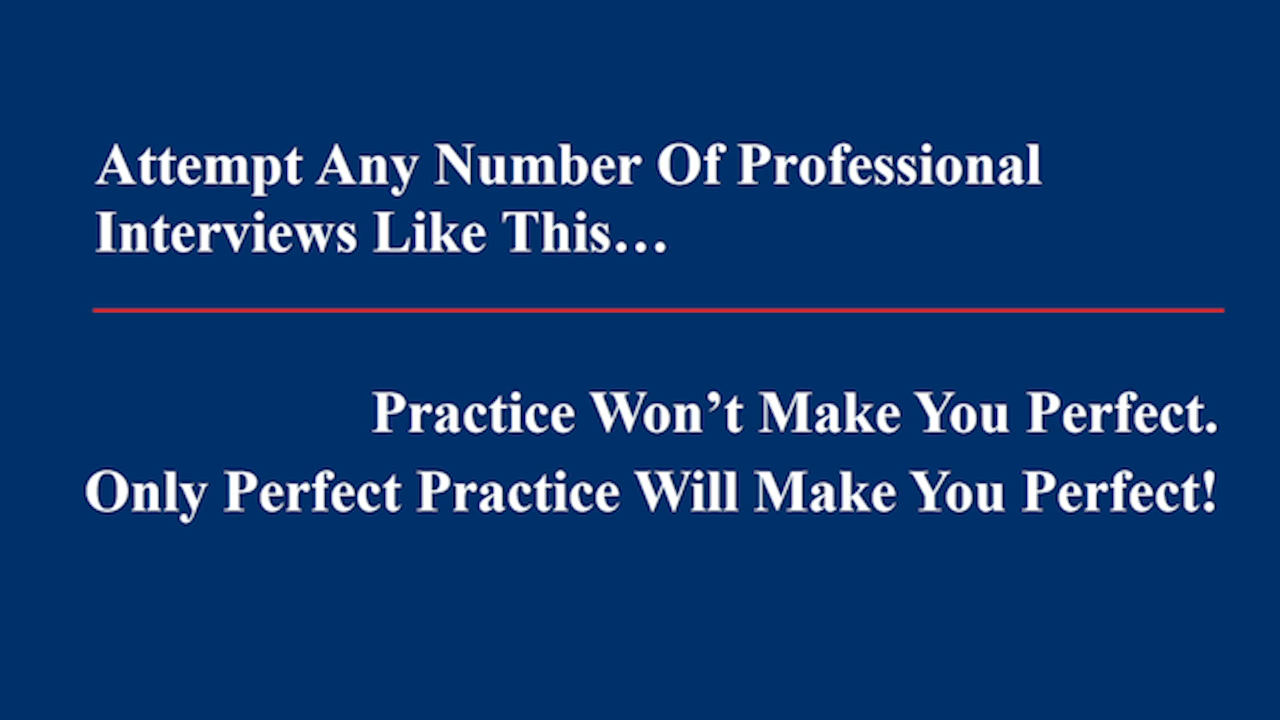 Attempt Any Number Of Professional
Interviews Like This…
Practice Won’t Make You Perfect.
Only Perfect Practice Will Make You Perfect!